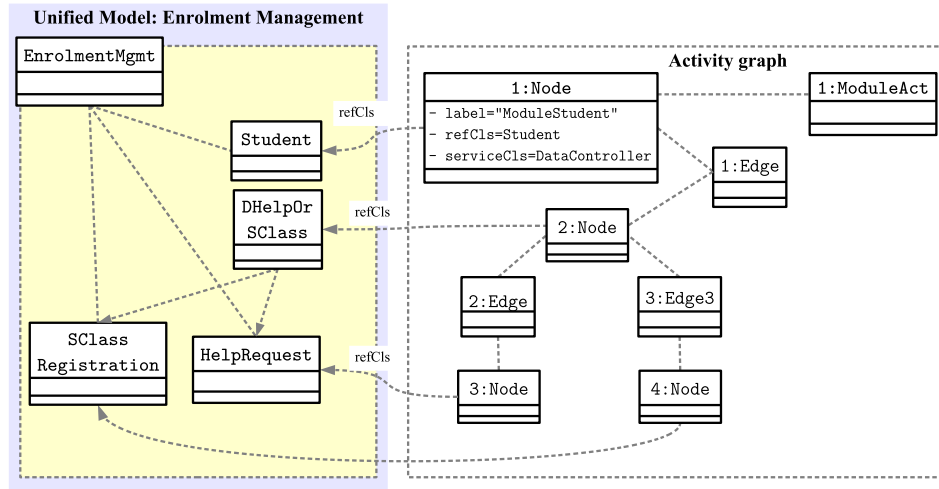 Unified Model: Enrolment Management
EnrolmentMgmt
Student
DHelpOr
SClass
SClass
Registration
HelpRequest
refCls
refCls
refCls
Activity graph
1:Node
- label="ModuleStudent"
- refCls=Student
- serviceCls=DataController
1:ModuleAct
1:Edge
2:Node
2:Edge
3:Edge3
3:Node
4:Node